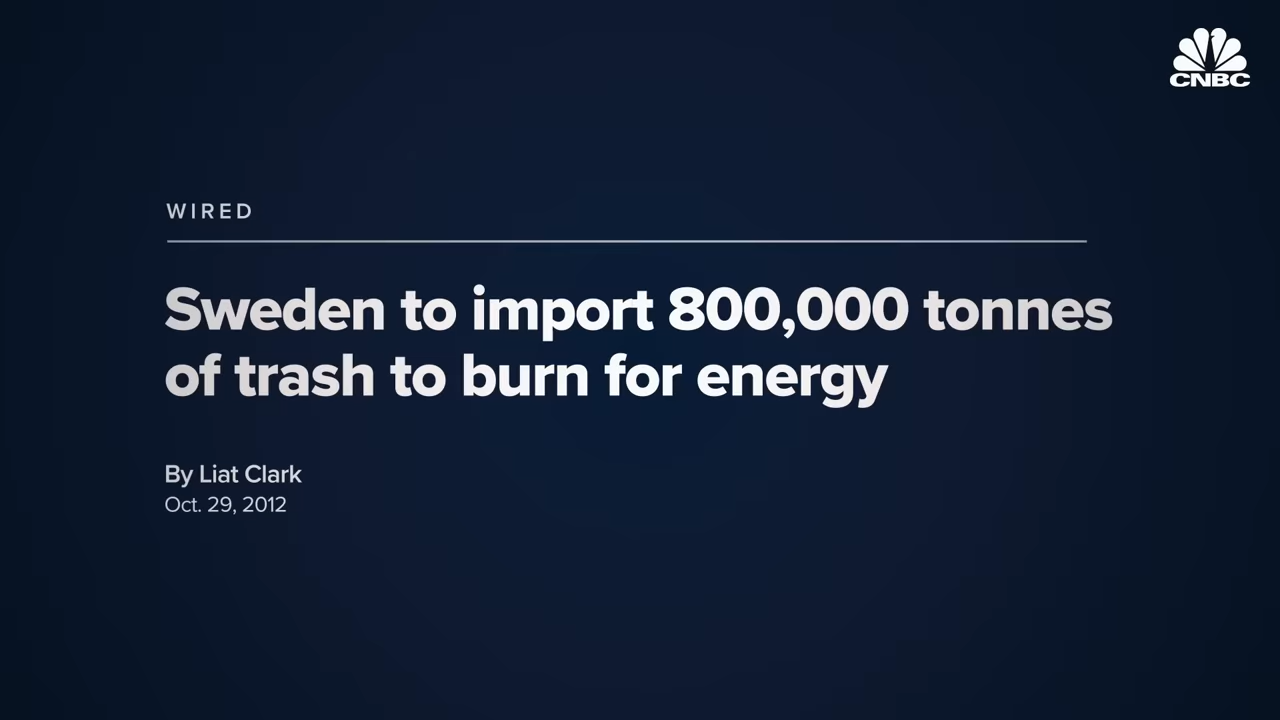 CNBC
WIRED
Sweden to import 800,000 tonnes
of trash to burn for energy
By Liat Clark
Oct. 29, 2012